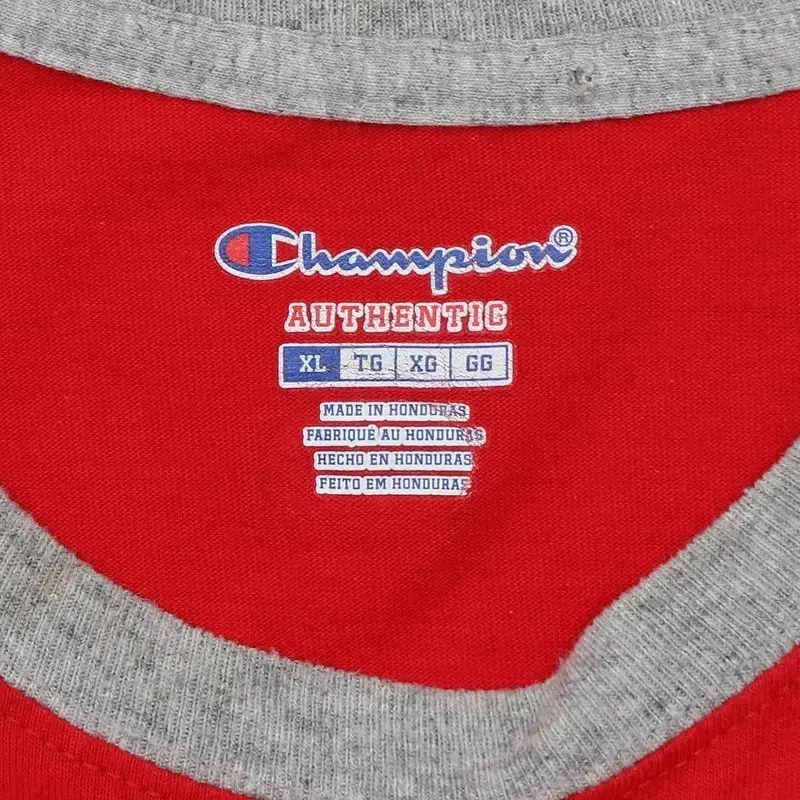 Champion®
AUTHENTIC
XL TG XG GG
MADE IN HONDURAS
FABRIQUÉ AU HONDURAS
HECHO EN HONDURAS
FEITO EM HONDURAS